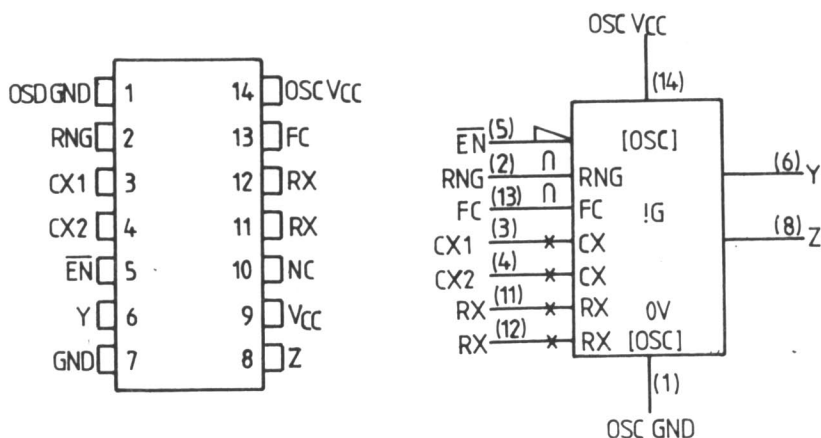 OSD GND 1 14 OSC VCC
RNG 2 13 FC
CX1 3 12 RX
CX2 4 11 RX
EN 5 10 NC
Y 6 9 VCC
GND 7 8 Z
OSC VCC
(14)
EN (5) [OSC]
RNG (2) ∩ RNG (6) Y
FC (13) ∩ FC !G
CX1 (3) CX (8) Z
CX2 (4) CX
RX (11) RX 0V
RX (12) RX [OSC]
(1)
OSC GND